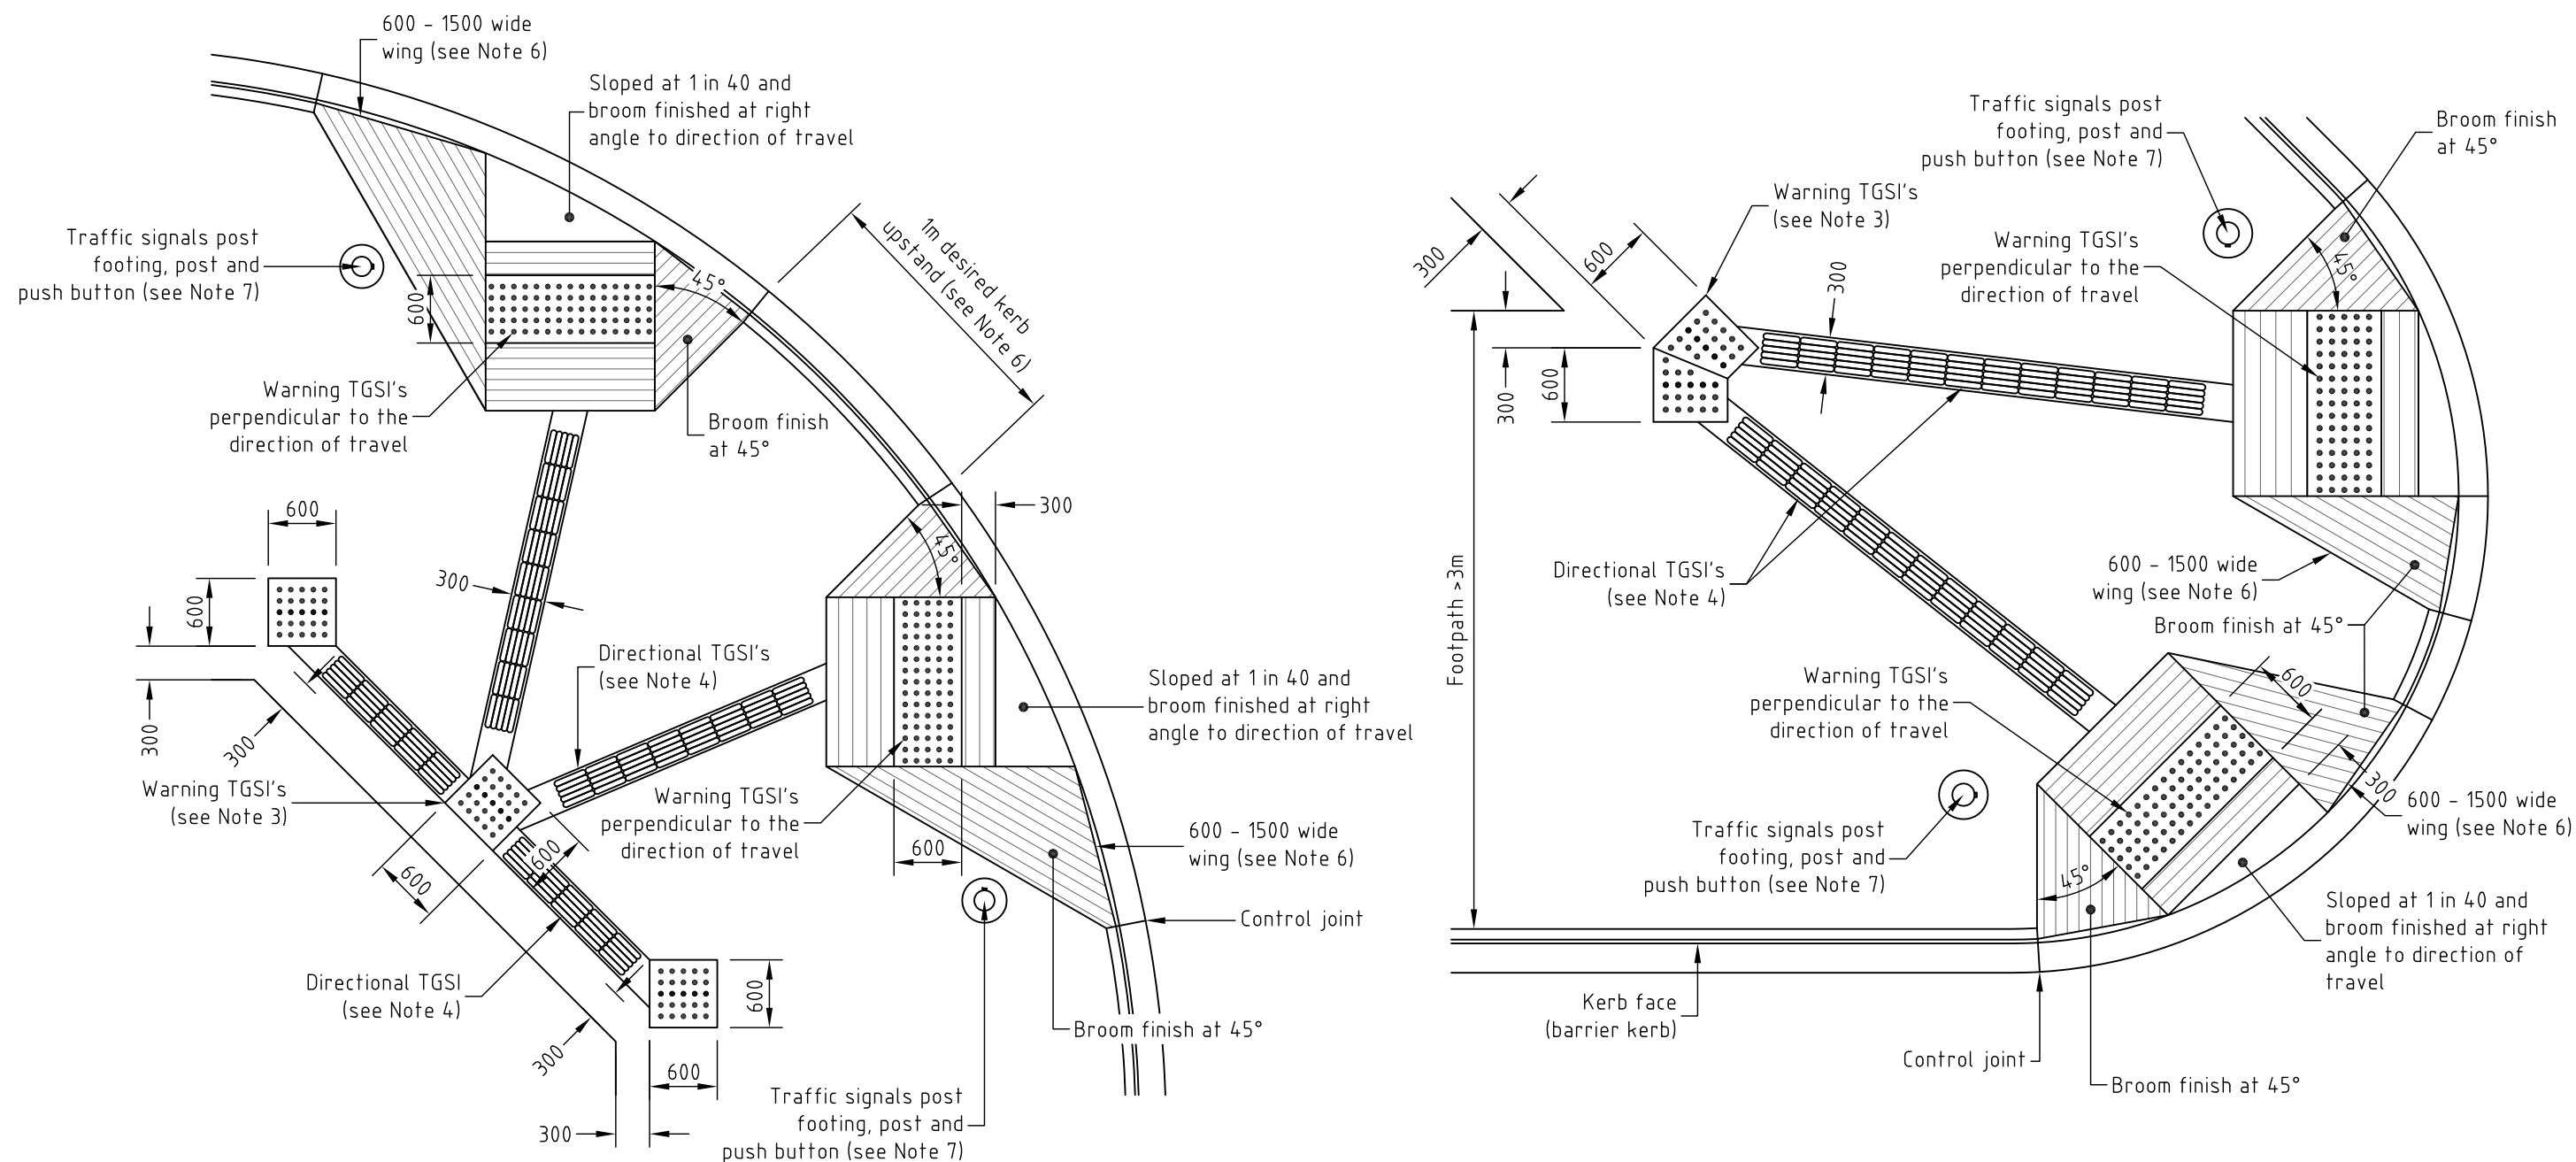 600 - 1500 wide
wing (see Note 6)
Sloped at 1 in 40 and
broom finished at right
angle to direction of travel
Traffic signals post
footing, post and
push button (see Note 7)
600
45°
1m desired kerb
upstand (see Note 6)
Warning TGSI's
perpendicular to the
direction of travel
Broom finish
at 45°
600
300
600
45°
300
300
300
Directional TGSI's
(see Note 4)
Sloped at 1 in 40 and
broom finished at right
angle to direction of travel
Warning TGSI's
(see Note 3)
Warning TGSI's
perpendicular to the
direction of travel
600
600
600
600 - 1500 wide
wing (see Note 6)
Control joint
Directional TGSI
(see Note 4)
600
Broom finish at 45°
300
600
300
Traffic signals post
footing, post and
push button (see Note 7)
Traffic signals post
footing, post and
push button (see Note 7)
Broom finish
at 45°
Warning TGSI's
(see Note 3)
300
600
300
Warning TGSI's
perpendicular to the
direction of travel
45°
300
600
Footpath >3m
Directional TGSI's
(see Note 4)
600 - 1500 wide
wing (see Note 6)
Broom finish at 45°
Warning TGSI's
perpendicular to the
direction of travel
600
300
600 - 1500 wide
wing (see Note 6)
Traffic signals post
footing, post and
push button (see Note 7)
45°
Sloped at 1 in 40 and
broom finished at right
angle to direction of
travel
Kerb face
(barrier kerb)
Control joint
Broom finish at 45°